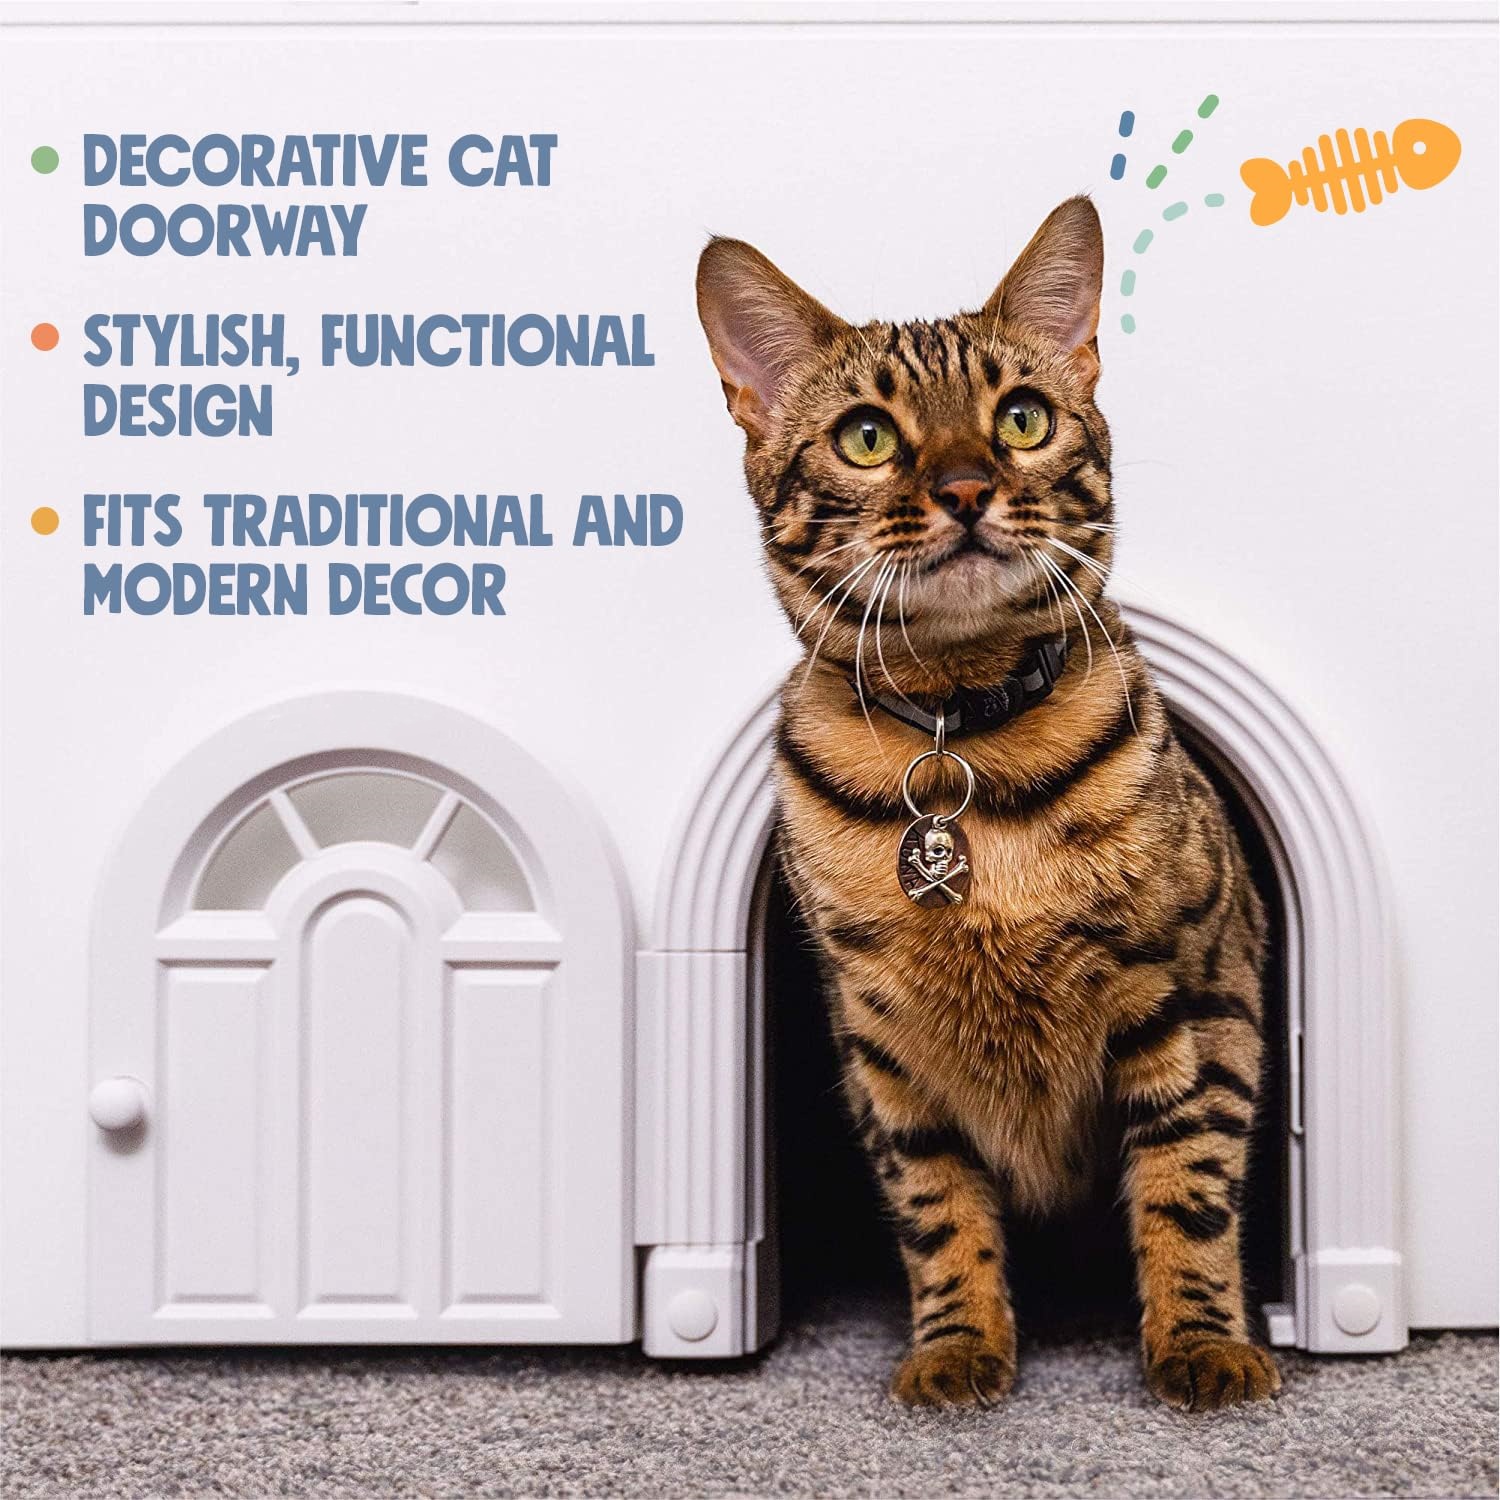 DECORATIVE CAT
DOORWAY
STYLISH, FUNCTIONAL
DESIGN
FITS TRADITIONAL AND
MODERN DECOR